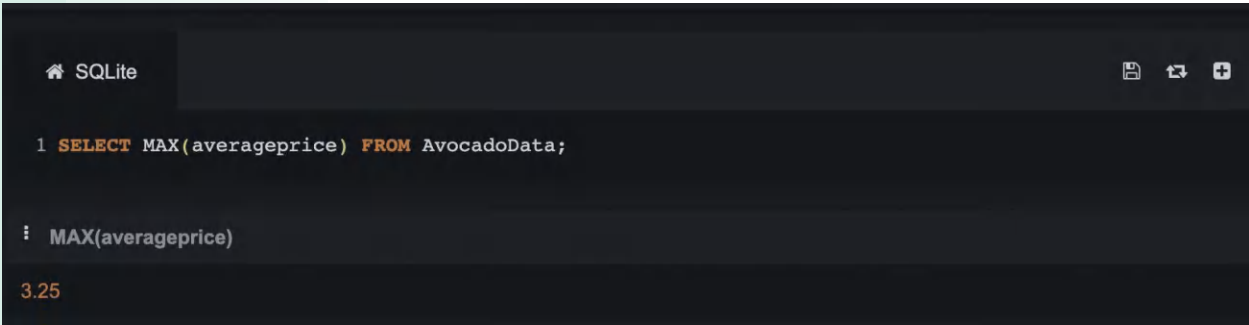 SQLite
1 SELECT MAX(averageprice) FROM AvocadoData;
MAX(averageprice)
3.25